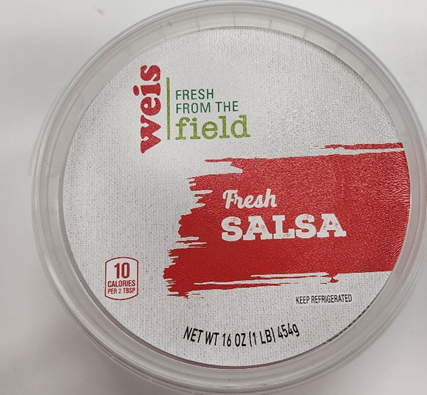 weis
FRESH
FROM THE
field
Fresh
SALSA
10
CALORIES
PER 2 TBSP
KEEP REFRIGERATED
NET WT 16 OZ (1 LB) 454g